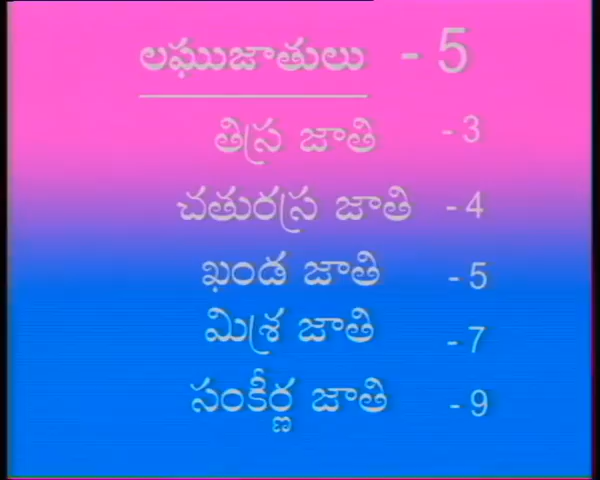 లఘుజాతులు - 5
తిస్ర జాతి - 3
చతురస్ర జాతి - 4
ఖండ జాతి - 5
మిశ్ర జాతి - 7
సంకీర్ణ జాతి - 9